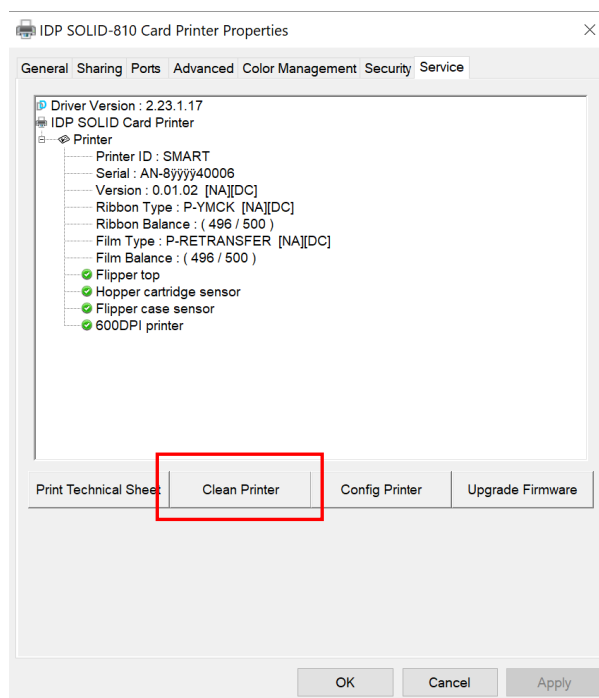 IDP SOLID-810 Card Printer Properties
General Sharing Ports Advanced Color Management Security Service
Driver Version : 2.23.1.17
IDP SOLID Card Printer
Printer
Printer ID : SMART
Serial : AN-8ÿÿÿÿ40006
Version : 0.01.02 [NA][DC]
Ribbon Type : P-YMCK [NA][DC]
Ribbon Balance : ( 496 / 500 )
Film Type : P-RETRANSFER [NA][DC]
Film Balance : ( 496 / 500 )
Flipper top
Hopper cartridge sensor
Flipper case sensor
600DPI printer
Print Technical Sheet Clean Printer Config Printer Upgrade Firmware
OK Cancel Apply